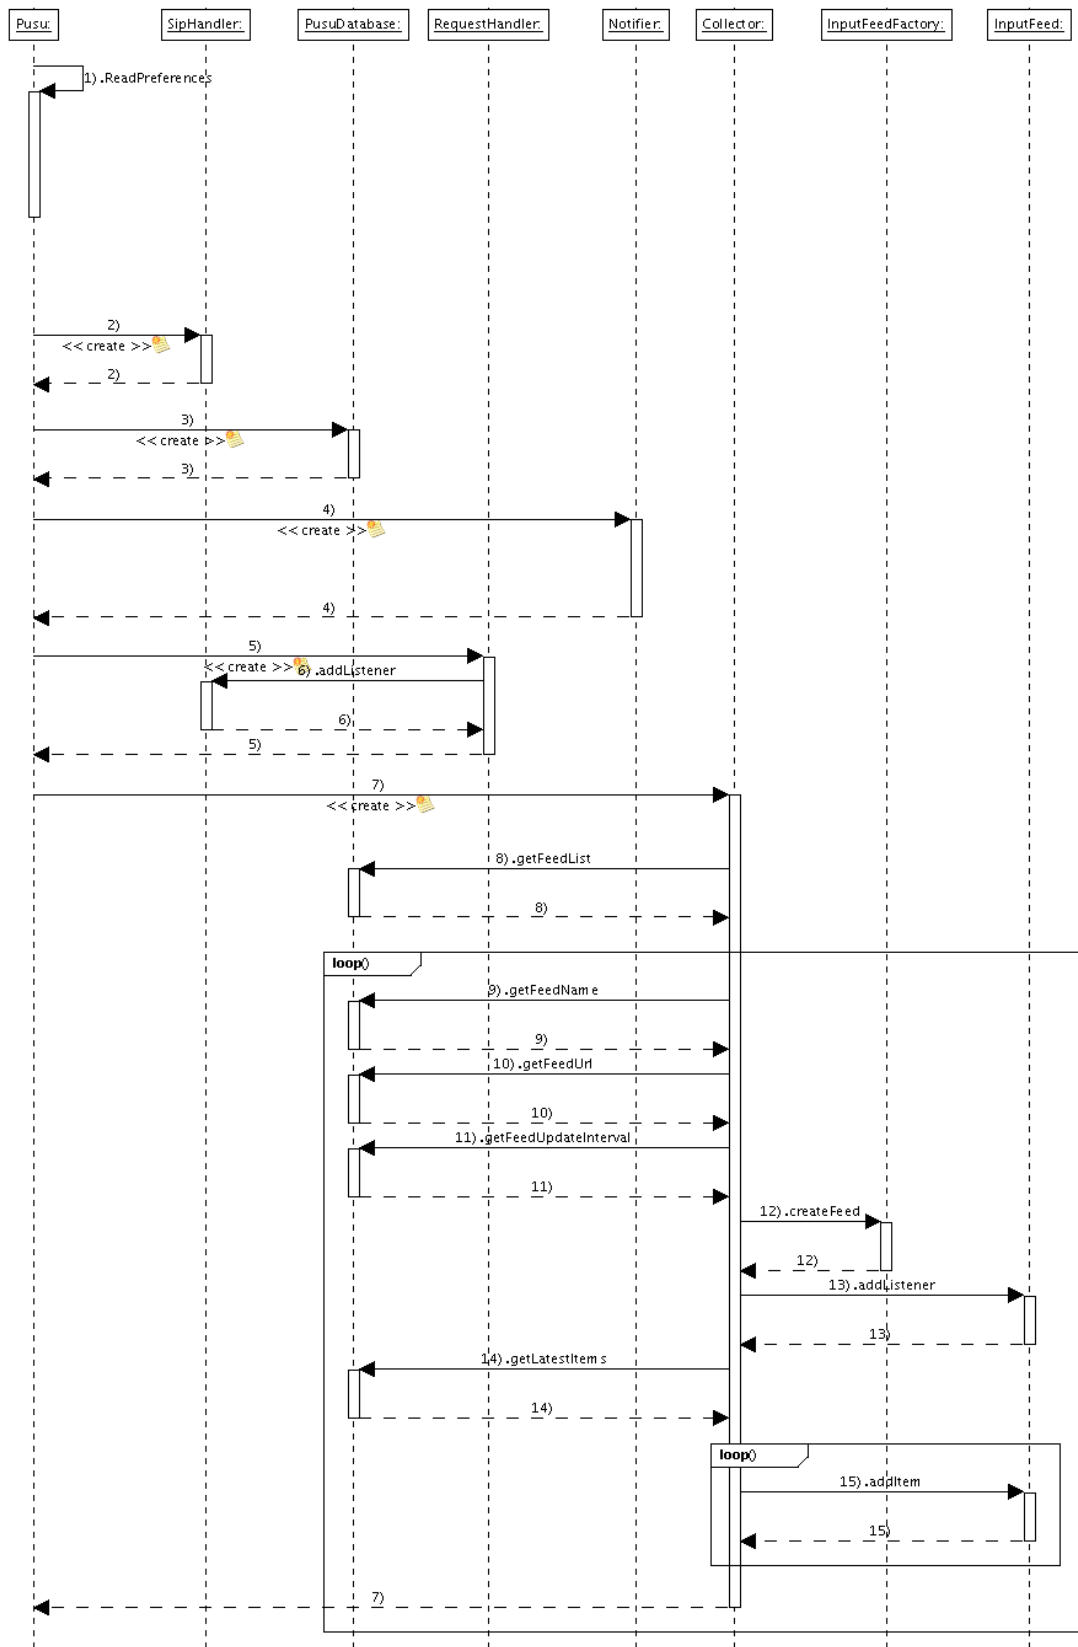 Pusu: SipHandler: PusuDatabase: RequestHandler: Notifier: Collector: InputFeedFactory: InputFeed:
1).ReadPreferences
2)
<< create >>
2)
3)
<< create >>
3)
4)
<< create >>
4)
5)
<< create >> 6).addListener
6)
5)
7)
<< create >>
8).getFeedList
8)
loop()
9).getFeedName
9)
10).getFeedUrl
10)
11).getFeedUpdateInterval
11)
12).createFeed
12)
13).addListener
13)
14).getLatestItems
14)
loop()
15).addItem
15)
7)